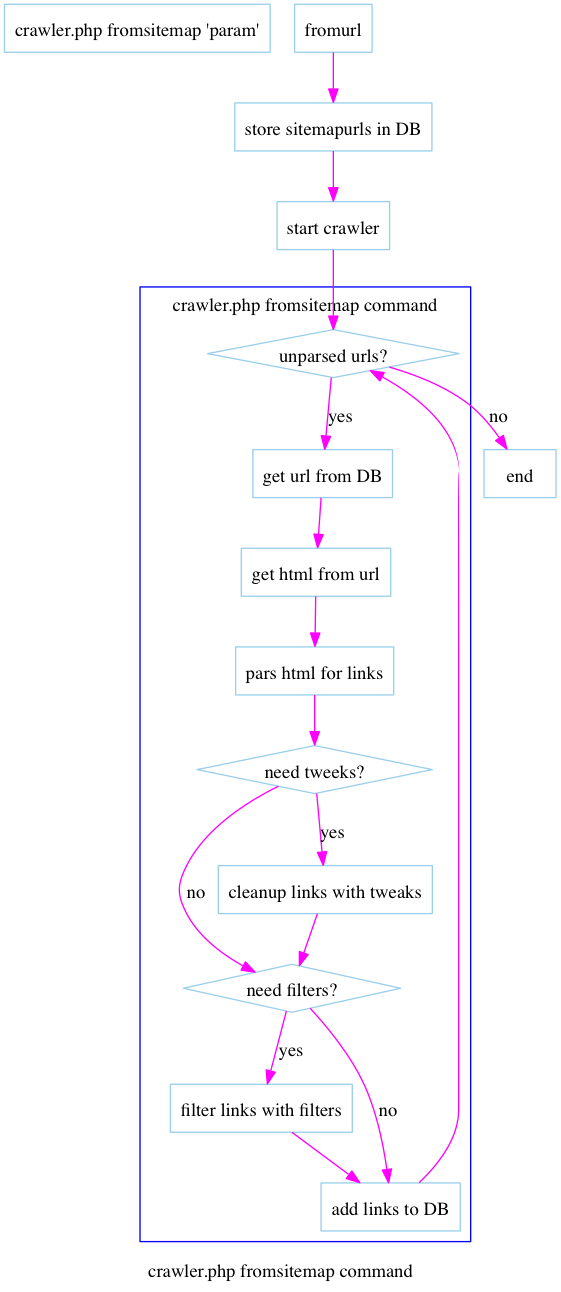 crawler.php fromsitemap 'param'
fromurl
store sitemapurls in DB
start crawler
crawler.php fromsitemap command
unparsed urls?
yes
no
get url from DB
end
get html from url
pars html for links
need tweeks?
yes
no
cleanup links with tweaks
need filters?
yes
filter links with filters
no
add links to DB
crawler.php fromsitemap command